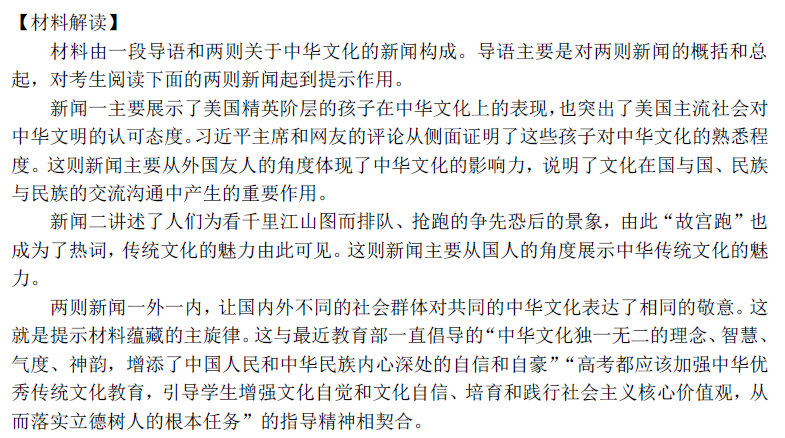 【材料解读】
材料由一段导语和两则关于中华文化的新闻构成。导语主要是对两则新闻的概括和总
起，对考生阅读下面的两则新闻起到提示作用。
新闻一主要展示了美国精英阶层的孩子在中华文化上的表现，也突出了美国主流社会对
中华文明的认可态度。习近平主席和网友的评论从侧面证明了这些孩子对中华文化的熟悉程
度。这则新闻主要从外国友人的角度体现了中华文化的影响力，说明了文化在国与国、民族
与民族的交流沟通中产生的重要作用。
新闻二讲述了人们为看千里江山图而排队、抢跑的争先恐后的景象，由此“故宫跑”也
成为了热词，传统文化的魅力由此可见。这则新闻主要从国人的角度展示中华传统文化的魅
力。
两则新闻一外一内，让国内外不同的社会群体对共同的中华文化表达了相同的敬意。这
就是提示材料蕴藏的主旋律。这与最近教育部一直倡导的“中华文化独一无二的理念、智慧、
气度、神韵，增添了中国人民和中华民族内心深处的自信和自豪”“高考都应该加强中华优
秀传统文化教育，引导学生增强文化自觉和文化自信、培育和践行社会主义核心价值观，从
而落实立德树人的根本任务”的指导精神相契合。